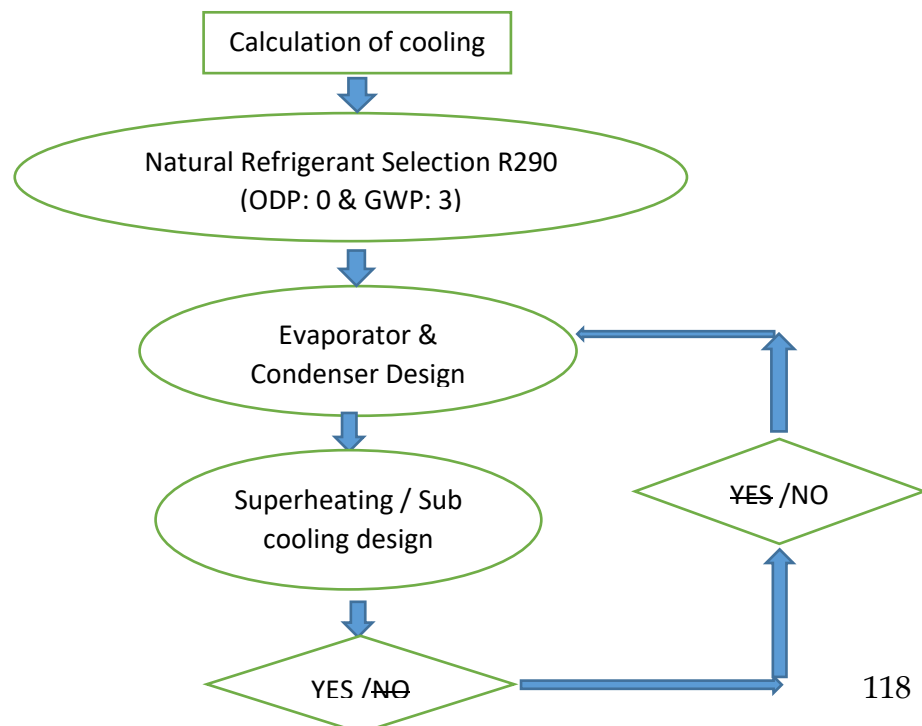 Calculation of cooling
Natural Refrigerant Selection R290
(ODP: 0 & GWP: 3)
Evaporator &
Condenser Design
Superheating / Sub
cooling design
YES /NO
YES /NO
118